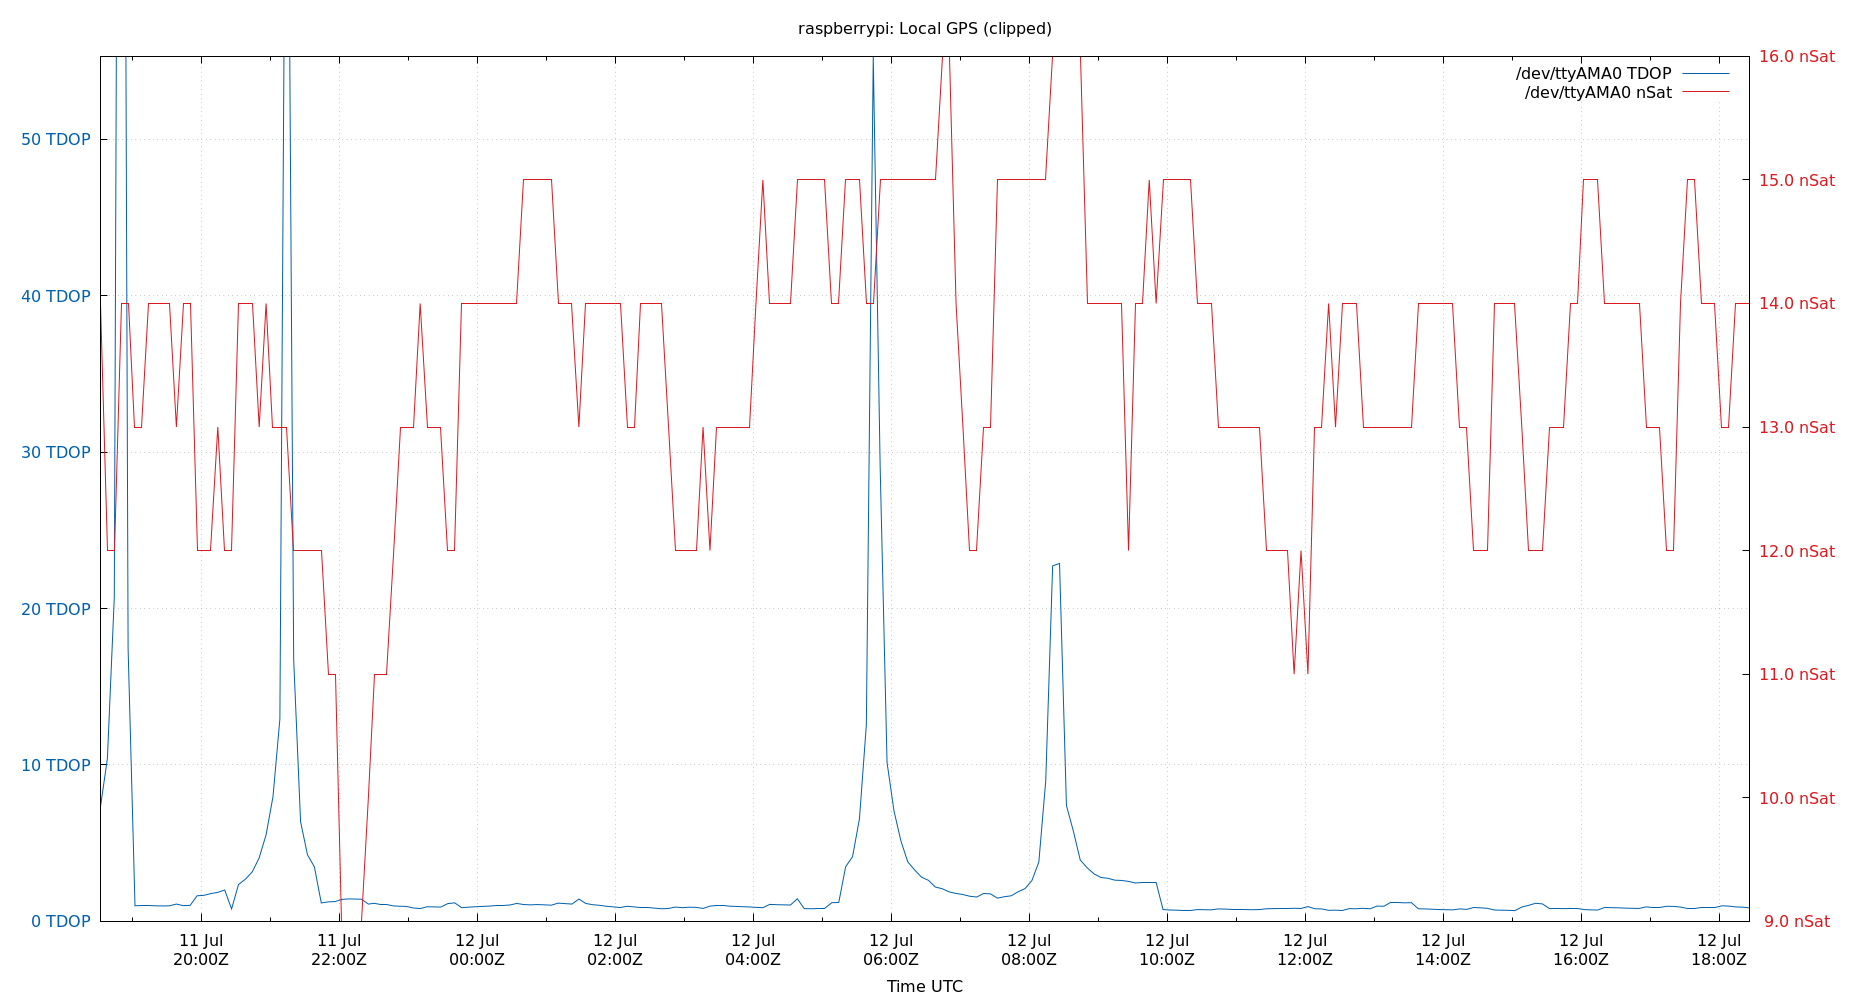 raspberrypi: Local GPS (clipped)
16.0 nSat
/dev/ttyAMA0 TDOP
/dev/ttyAMA0 nSat
50 TDOP
15.0 nSat
40 TDOP
14.0 nSat
13.0 nSat
30 TDOP
12.0 nSat
20 TDOP
11.0 nSat
10 TDOP
10.0 nSat
0 TDOP
9.0 nSat
11 Jul 11 Jul 12 Jul 12 Jul 12 Jul 12 Jul 12 Jul 12 Jul 12 Jul 12 Jul 12 Jul 12 Jul
20:00Z 22:00Z 00:00Z 02:00Z 04:00Z 06:00Z 08:00Z 10:00Z 12:00Z 14:00Z 16:00Z 18:00Z
Time UTC